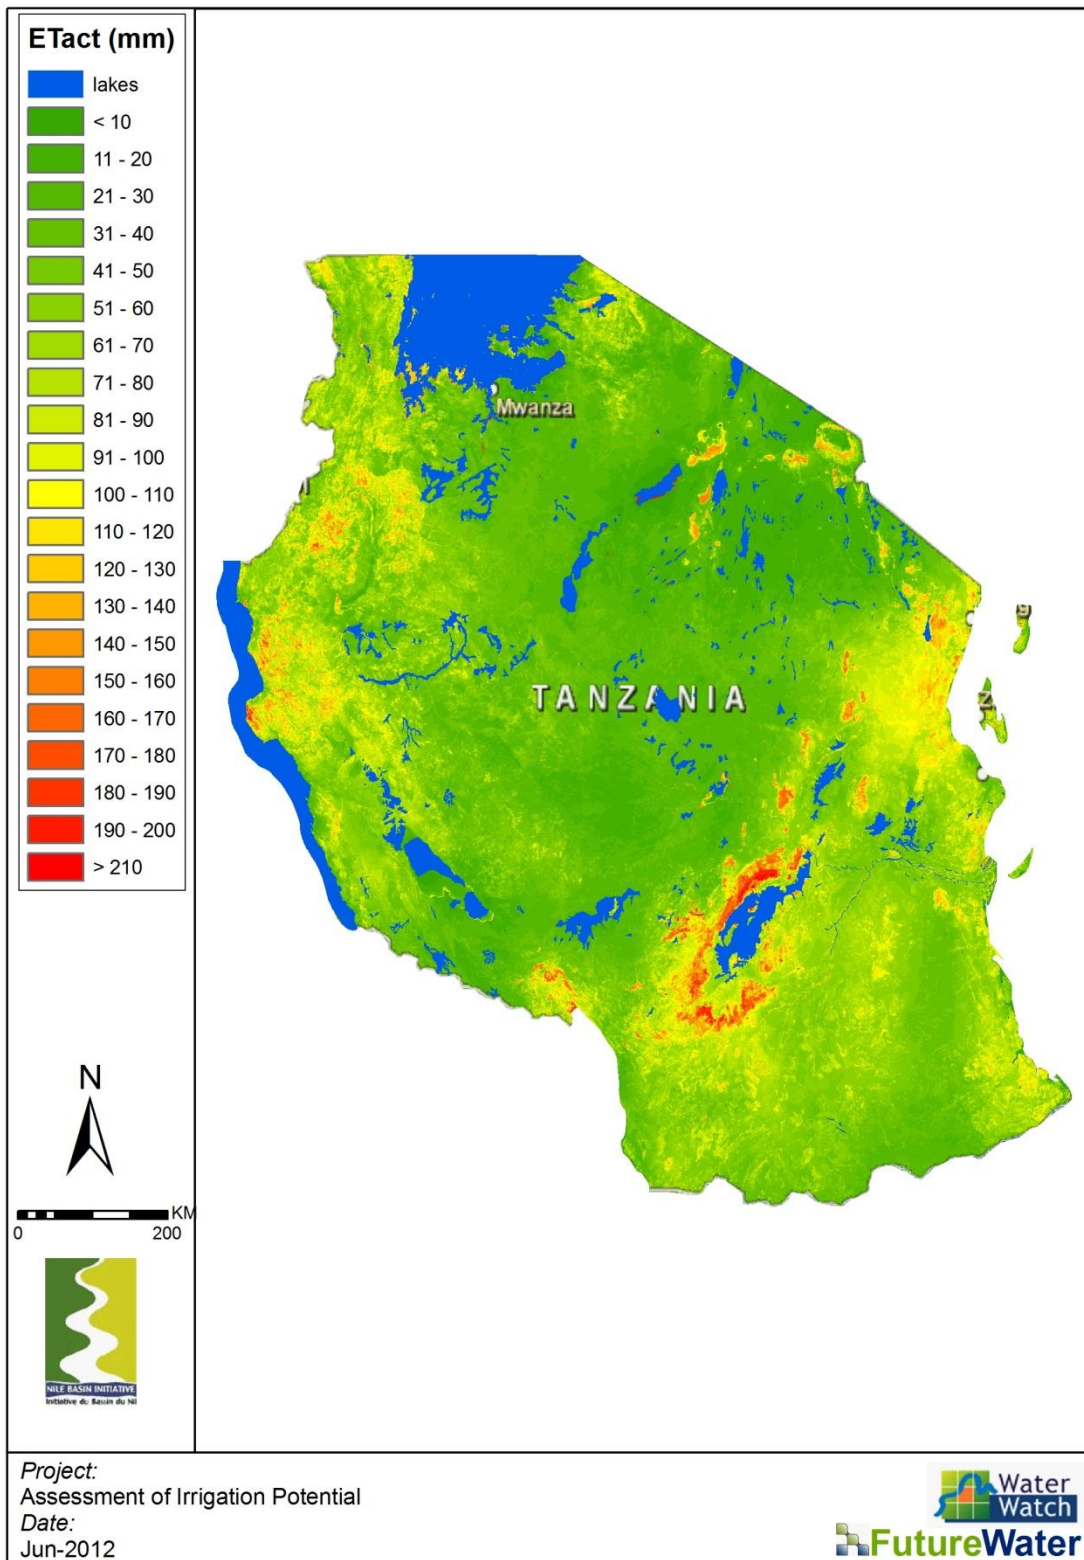 ETact (mm)
lakes
< 10
11 - 20
21 - 30
31 - 40
41 - 50
51 - 60
61 - 70
71 - 80
81 - 90
91 - 100
100 - 110
110 - 120
120 - 130
130 - 140
140 - 150
150 - 160
160 - 170
170 - 180
180 - 190
190 - 200
> 210
Mwanza
TANZANIA
N
KM
0 200
NILE BASIN INITIATIVE
Initiative du Bassin du Nil
Project:
Assessment of Irrigation Potential
Date:
Jun-2012
Water
Watch
FutureWater